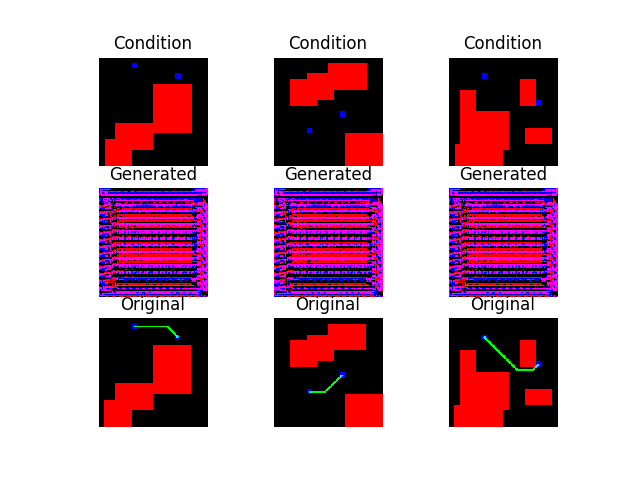 Condition Condition Condition
Generated Generated Generated
Original Original Original